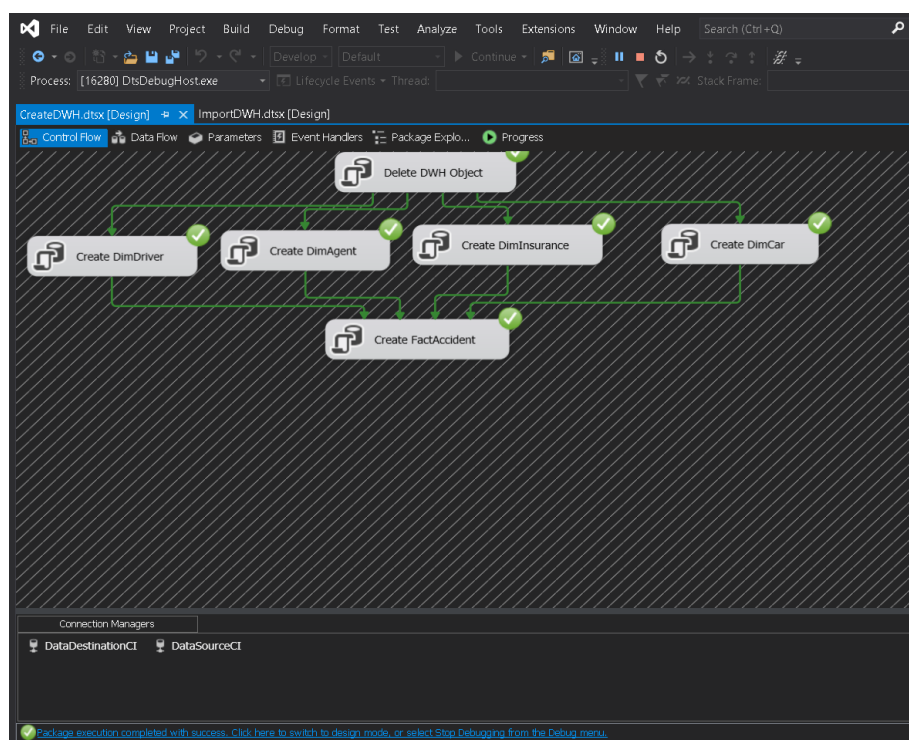 File Edit View Project Build Debug Format Test Analyze Tools Extensions Window Help Search (Ctrl+Q)
Develop Default Continue
Process: [16280] DtsDebugHost.exe Lifecycle Events Thread: Stack Frame:
CreateDWH.dtsx [Design] ImportDWH.dtsx [Design]
Control Flow Data Flow Parameters Event Handlers Package Explo... Progress
Delete DWH Object
Create DimDriver Create DimAgent Create DimInsurance Create DimCar
Create FactAccident
Connection Managers
DataDestinationCI DataSourceCI
Package execution completed with success. Click here to switch to design mode, or select Stop Debugging from the Debug menu.